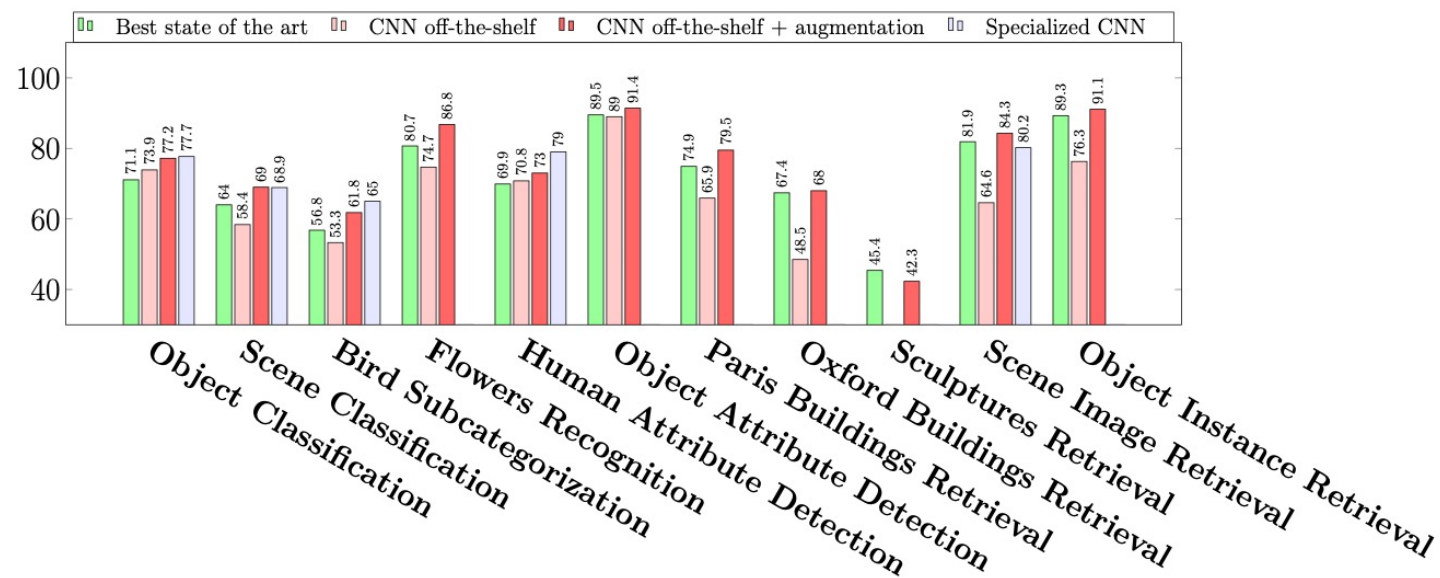 Best state of the art CNN off-the-shelf CNN off-the-shelf + augmentation Specialized CNN
100
80
60
40
71.1 73.9 77.2 77.7
64 58.4 69 68.9
56.8 53.3 61.8 65
80.7 74.7 86.8
69.9 70.8 73 79
89.5 89 91.4
74.9 65.9 79.5
67.4 48.5 68
45.4 42.3
81.9 64.6 84.3 80.2
89.3 76.3 91.1
Object Classification
Scene Classification
Bird Subcategorization
Flowers Recognition
Human Attribute Detection
Object Attribute Detection
Paris Buildings Retrieval
Oxford Buildings Retrieval
Sculptures Retrieval
Scene Image Retrieval
Object Instance Retrieval